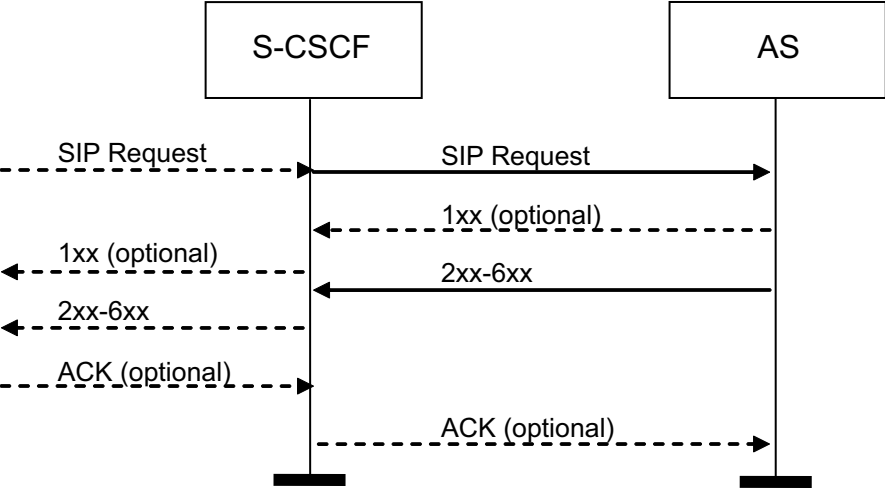 S-CSCF
AS
SIP Request
SIP Request
1xx (optional)
1xx (optional)
2xx-6xx
2xx-6xx
ACK (optional)
ACK (optional)